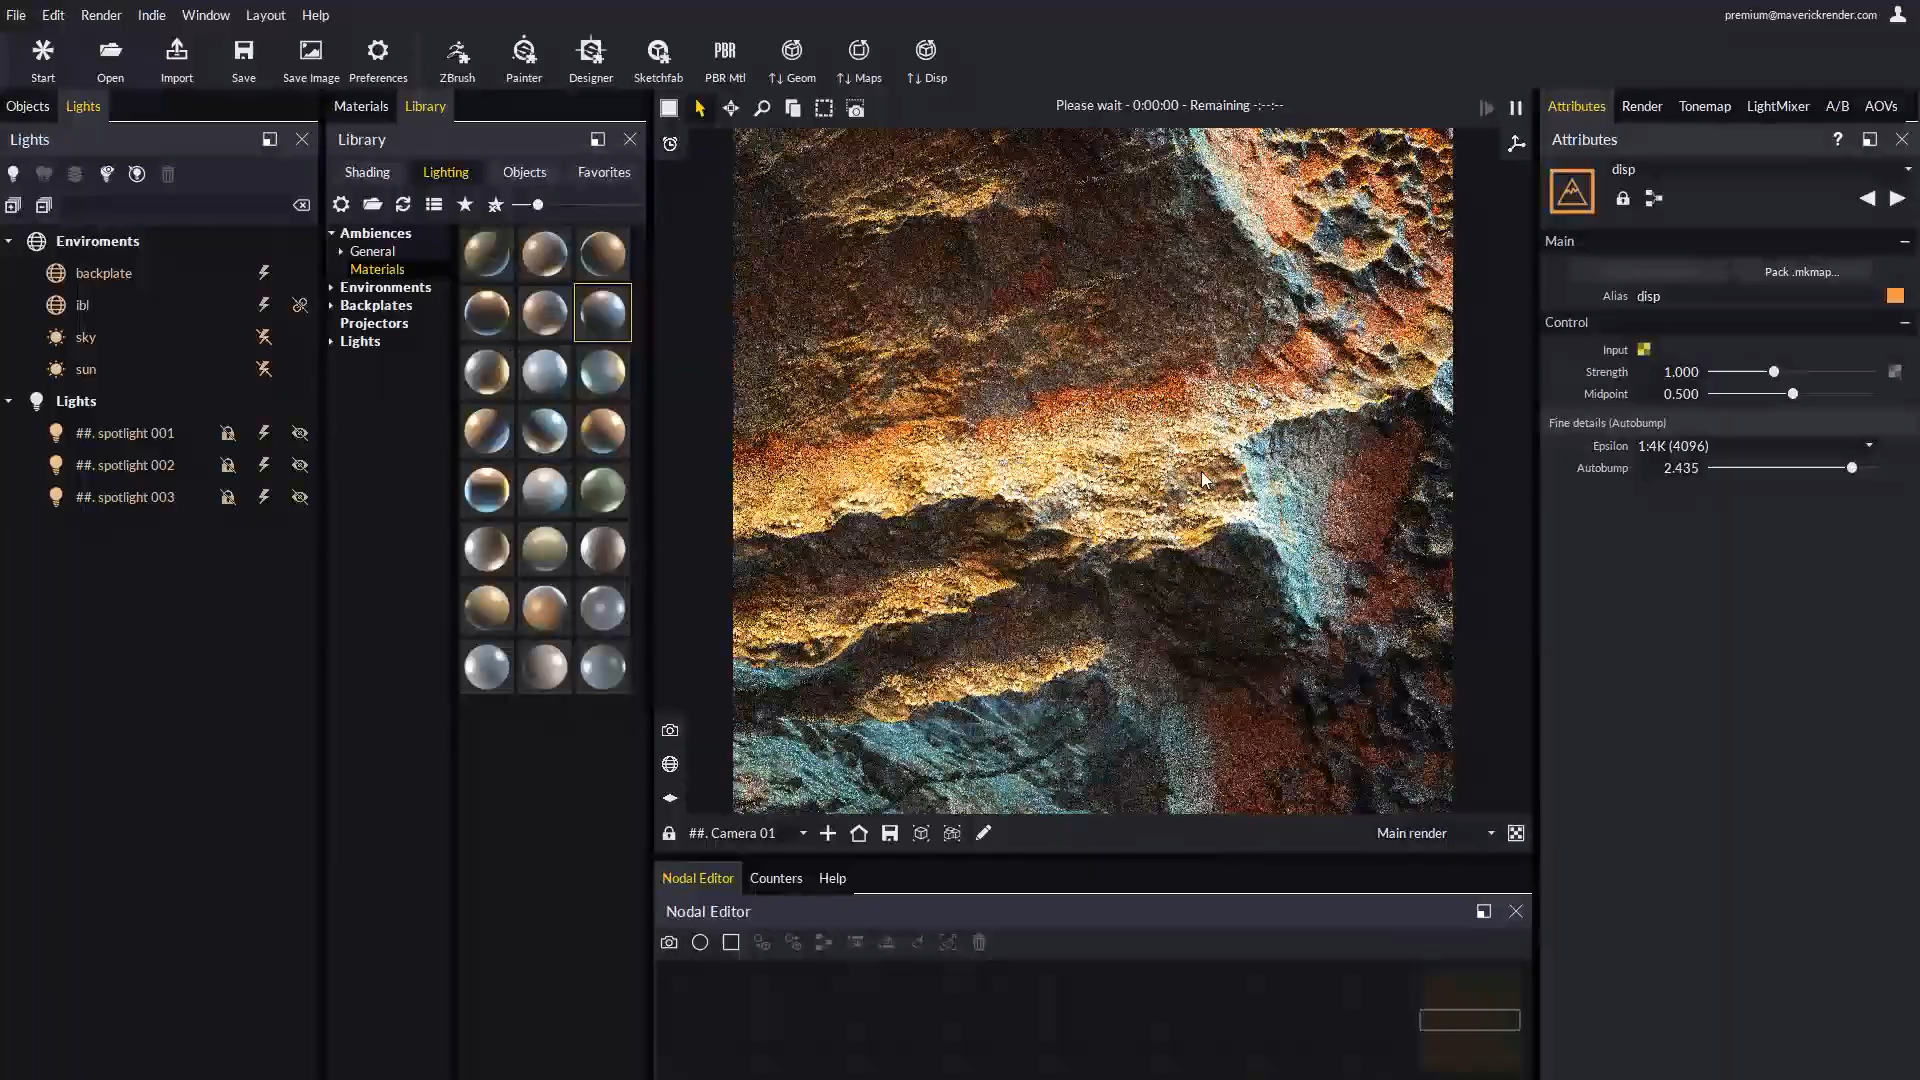 File Edit Render Indie Window Layout Help
premium@maverickrender.com
Start Open Import Save Save Image Preferences ZBrush Painter Designer Sketchfab PBR Mtl ↑↓ Geom ↑↓ Maps ↑↓ Disp
PBR
Objects Lights
Materials Library
Please wait - 0:00:00 - Remaining -:--:--
Attributes Render Tonemap LightMixer A/B AOVs
Lights
Library
Attributes
Shading Lighting Objects Favorites
disp
Ambiences
General
Materials
Environments
Backplates
Projectors
Lights
Enviroments
backplate
ibl
sky
sun
Lights
##. spotlight 001
##. spotlight 002
##. spotlight 003
Main
Pack .mkmap...
Alias disp
Control
Input
Strength 1.000
Midpoint 0.500
Fine details (Autobump)
Epsilon 1:4K (4096)
Autobump 2.435
##. Camera 01
Main render
Nodal Editor Counters Help
Nodal Editor